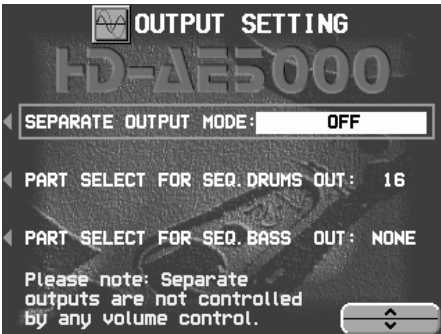 OUTPUT SETTING
HD-AE5000
SEPARATE OUTPUT MODE: OFF
PART SELECT FOR SEQ.DRUMS OUT: 16
PART SELECT FOR SEQ.BASS OUT: NONE
Please note: Separate
outputs are not controlled
by any volume control.